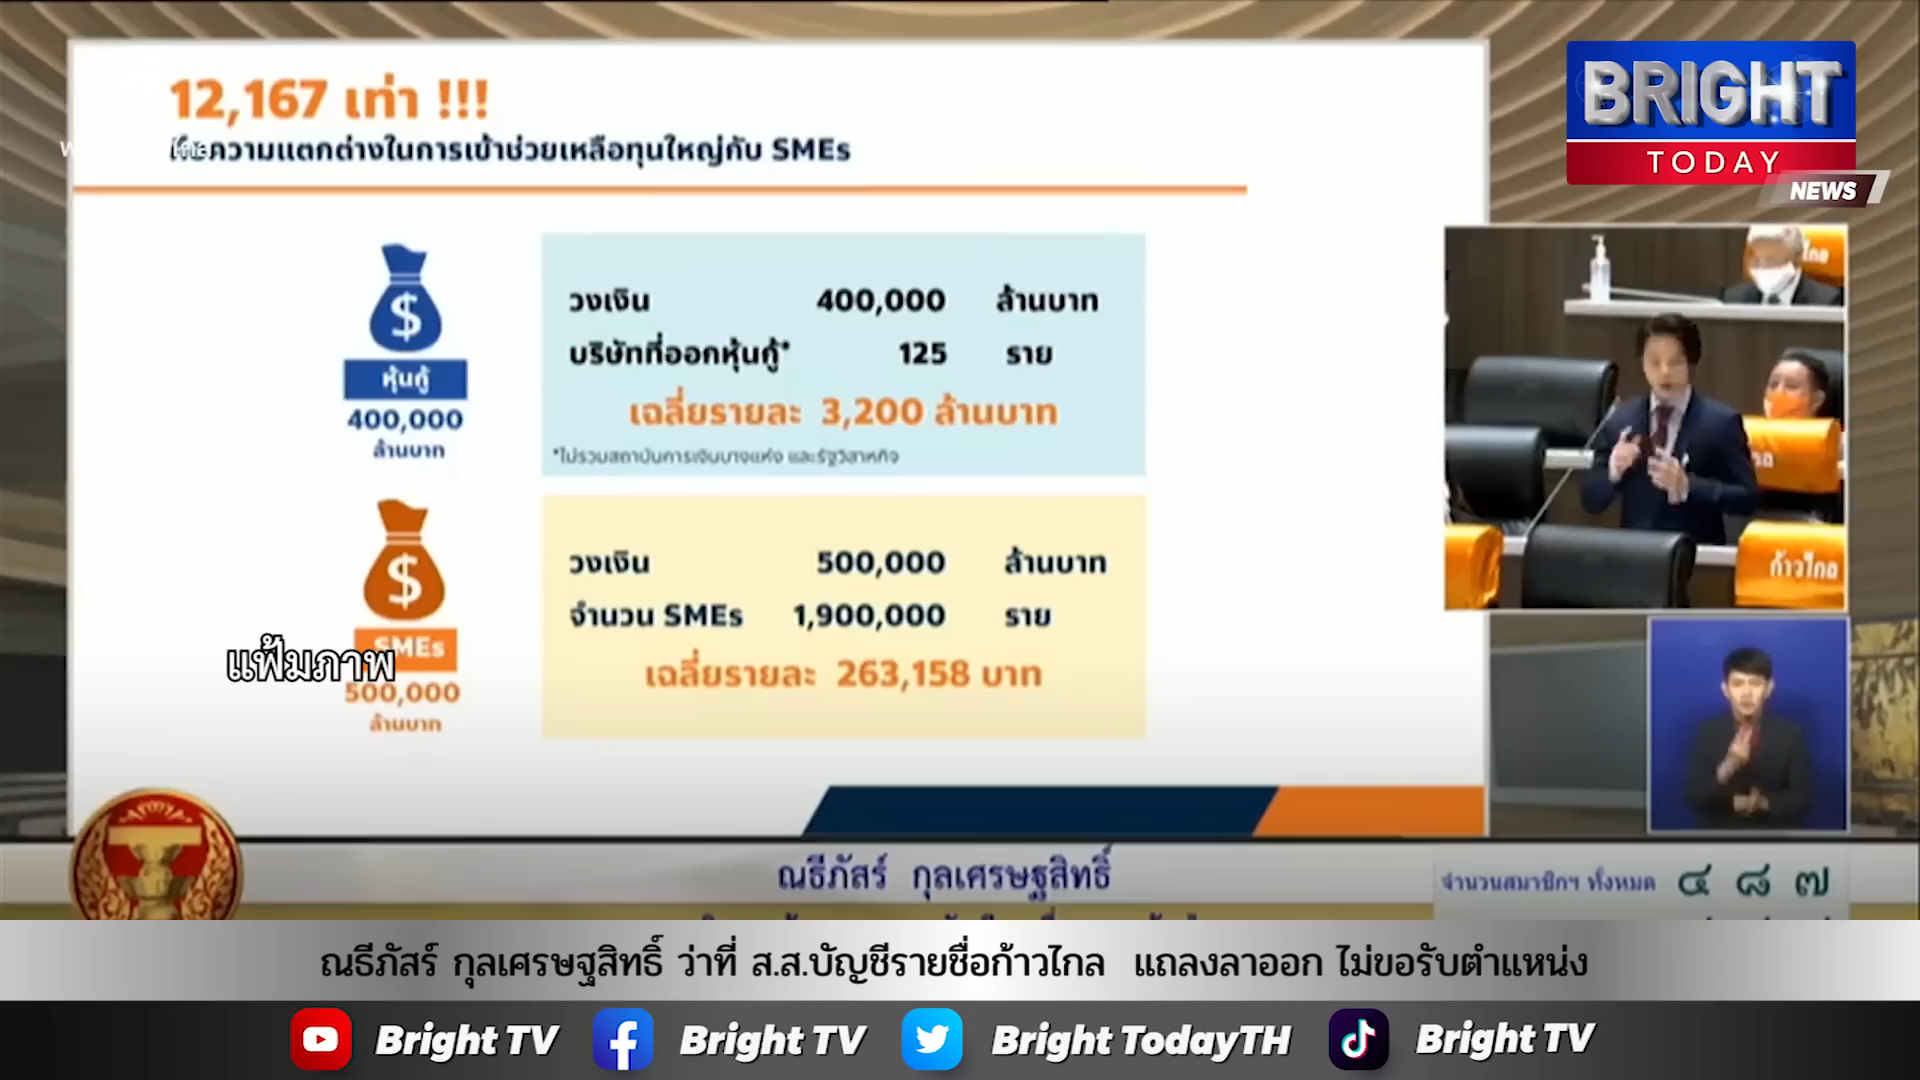 12,167 เท่า !!!
คือความแตกต่างในการเข้าช่วยเหลือทุนใหญ่กับ SMEs
$
หุ้นกู้
400,000
ล้านบาท
วงเงิน 400,000 ล้านบาท
บริษัทที่ออกหุ้นกู้* 125 ราย
เฉลี่ยรายละ 3,200 ล้านบาท
*ไม่รวมสถาบันการเงินบางแห่ง และรัฐวิสาหกิจ
$
SMEs
500,000
ล้านบาท
วงเงิน 500,000 ล้านบาท
จำนวน SMEs 1,900,000 ราย
เฉลี่ยรายละ 263,158 บาท
แฟ้มภาพ
BRIGHT
TODAY
NEWS
ก้าวไกล
ณธีภัสร์ กุลเศรษฐสิทธิ์
จำนวนสมาชิกฯ ทั้งหมด ๔๘๗
ณธีภัสร์ กุลเศรษฐสิทธิ์ ว่าที่ ส.ส.บัญชีรายชื่อก้าวไกล แถลงลาออก ไม่ขอรับตำแหน่ง
Bright TV Bright TV Bright TodayTH Bright TV